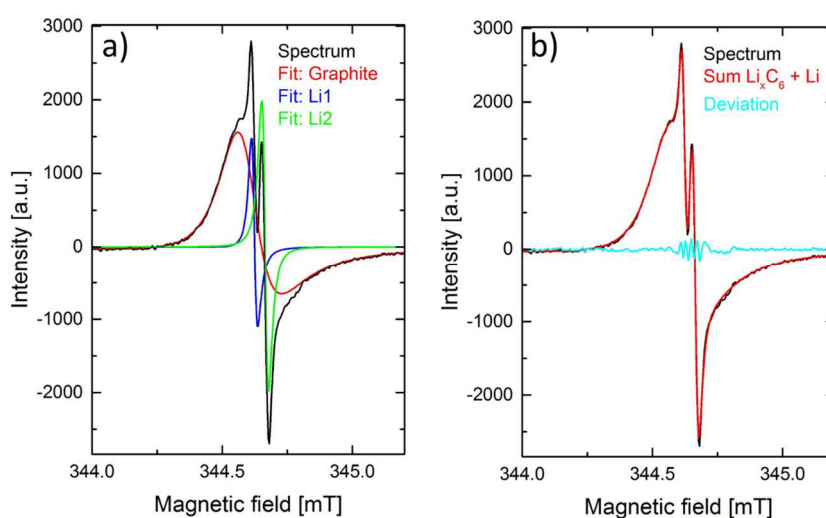 a)
Spectrum
Fit: Graphite
Fit: Li1
Fit: Li2
3000
2000
1000
0
-1000
-2000
Intensity [a.u.]
344.0
344.5
345.0
Magnetic field [mT]
b)
Spectrum
Sum LiₓC₆ + Li
Deviation
3000
2000
1000
0
-1000
-2000
Intensity [a.u.]
344.0
344.5
345.0
Magnetic field [mT]